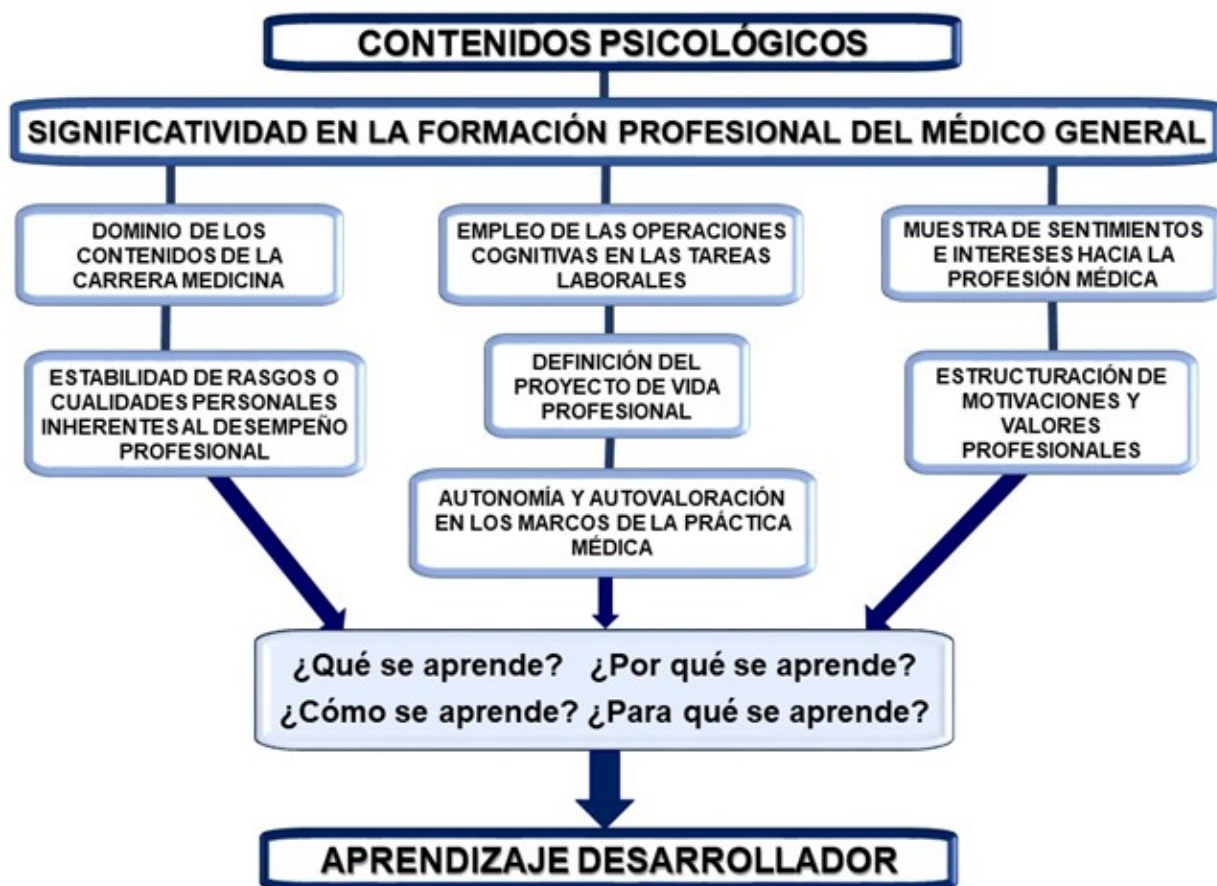 CONTENIDOS PSICOLÓGICOS
SIGNIFICATIVIDAD EN LA FORMACIÓN PROFESIONAL DEL MÉDICO GENERAL
DOMINIO DE LOS
CONTENIDOS DE LA
CARRERA MEDICINA
EMPLEO DE LAS OPERACIONES
COGNITIVAS EN LAS TAREAS
LABORALES
MUESTRA DE SENTIMIENTOS
E INTERESES HACIA LA
PROFESIÓN MÉDICA
ESTABILIDAD DE RASGOS O
CUALIDADES PERSONALES
INHERENTES AL DESEMPEÑO
PROFESIONAL
DEFINICIÓN DEL
PROYECTO DE VIDA
PROFESIONAL
ESTRUCTURACIÓN DE
MOTIVACIONES Y
VALORES
PROFESIONALES
AUTONOMÍA Y AUTOVALORACIÓN
EN LOS MARCOS DE LA PRÁCTICA
MÉDICA
¿Qué se aprende? ¿Por qué se aprende?
¿Cómo se aprende? ¿Para qué se aprende?
APRENDIZAJE DESARROLLADOR